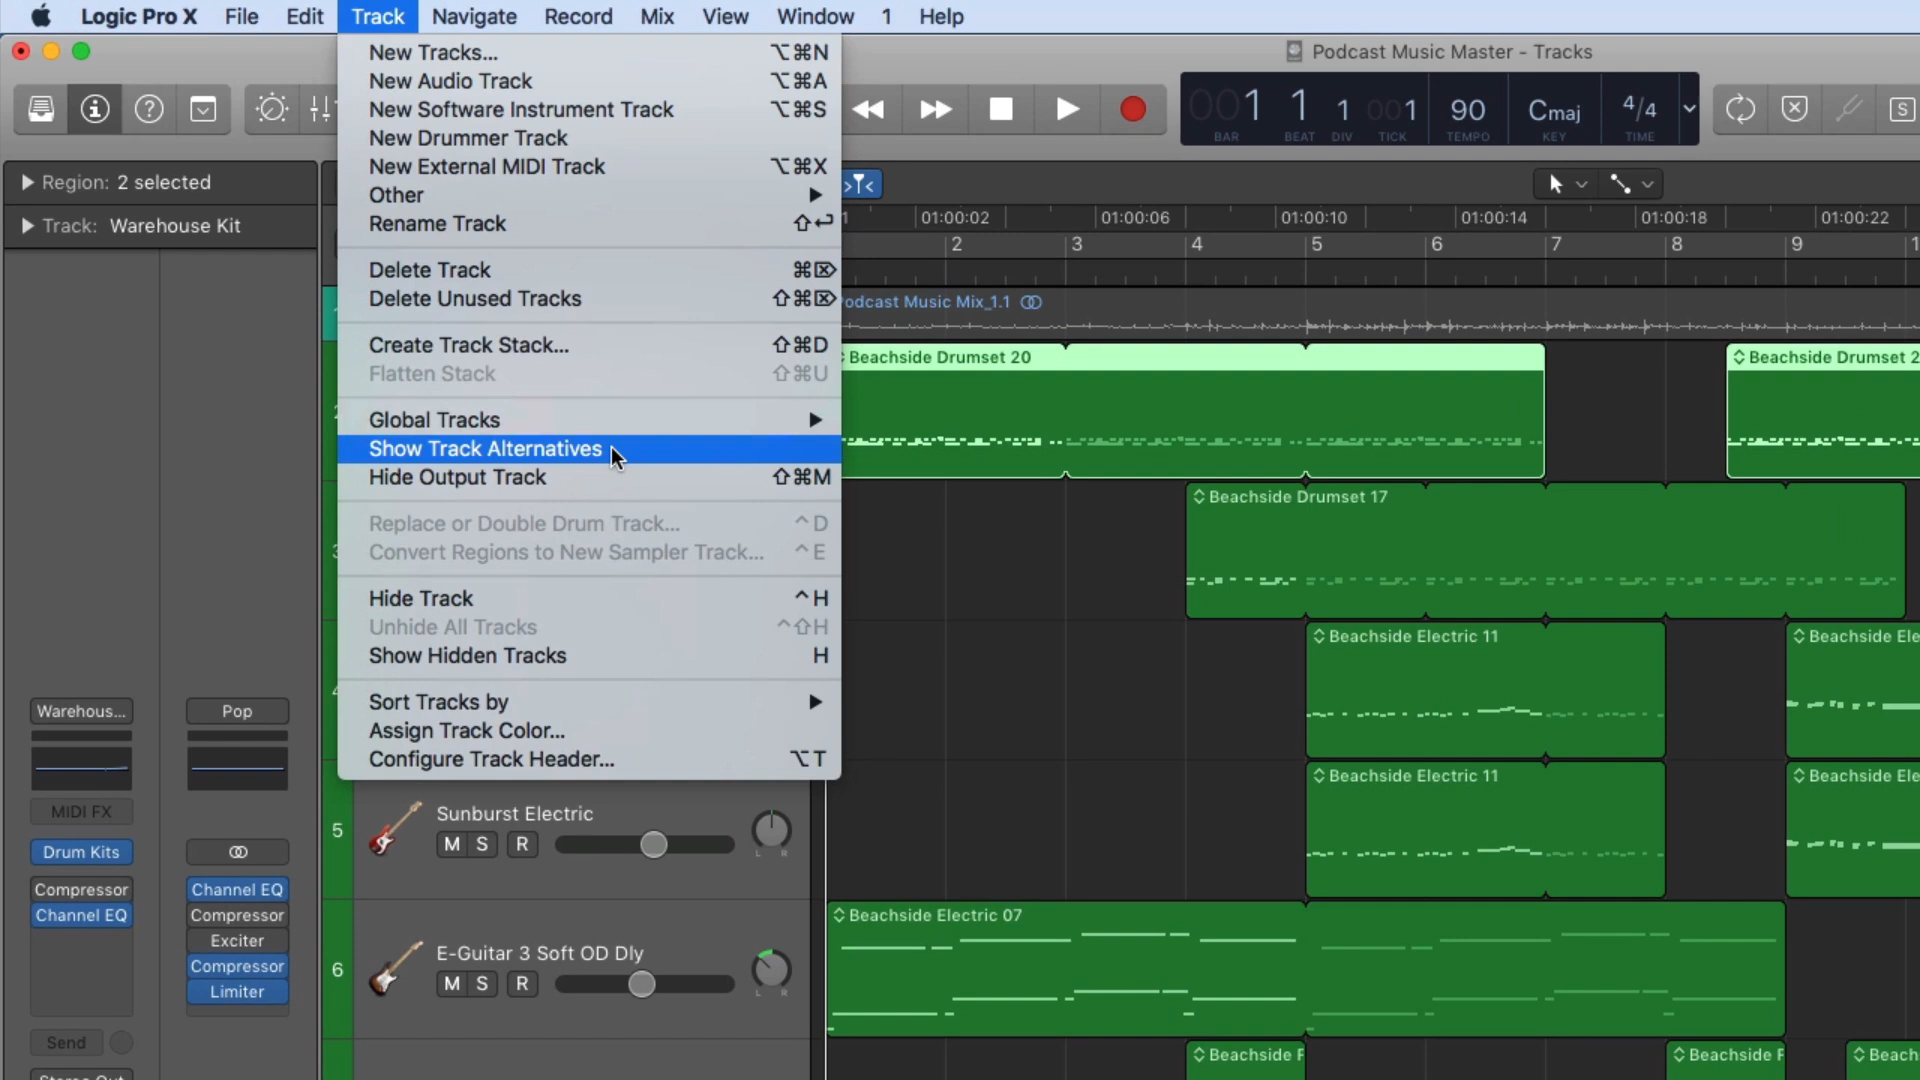 Logic Pro X File Edit Track Navigate Record Mix View Window 1 Help
Podcast Music Master - Tracks
New Tracks... ⌥⌘N
New Audio Track ⌥⌘A
New Software Instrument Track ⌥⌘S
New Drummer Track
New External MIDI Track ⌥⌘X
Other
Rename Track ⇧↩
Delete Track ⌘⌦
Delete Unused Tracks ⇧⌘⌦
Create Track Stack... ⇧⌘D
Flatten Stack ⇧⌘U
Global Tracks
Show Track Alternatives
Hide Output Track ⇧⌘M
Replace or Double Drum Track... ^D
Convert Regions to New Sampler Track... ^E
Hide Track ^H
Unhide All Tracks ^⇧H
Show Hidden Tracks H
Sort Tracks by
Assign Track Color...
Configure Track Header... ⌥T
001 1 1 001 90 Cmaj 4/4
BAR BEAT DIV TICK TEMPO KEY TIME
S
Region: 2 selected
Track: Warehouse Kit
01:00:02 01:00:06 01:00:10 01:00:14 01:00:18 01:00:22
2 3 4 5 6 7 8 9
odcast Music Mix_1.1
Beachside Drumset 20
Beachside Drumset 2
Beachside Drumset 17
Beachside Electric 11
Beachside Ele
Beachside Electric 11
Beachside Ele
Warehous... Pop
MIDI FX
Drum Kits
Compressor Channel EQ
Channel EQ Compressor
Exciter
Compressor
Limiter
Send
5 Sunburst Electric
M S R
L R
6 E-Guitar 3 Soft OD Dly
M S R
L R
Beachside Electric 07
Beachside F
Beachside F
Beach